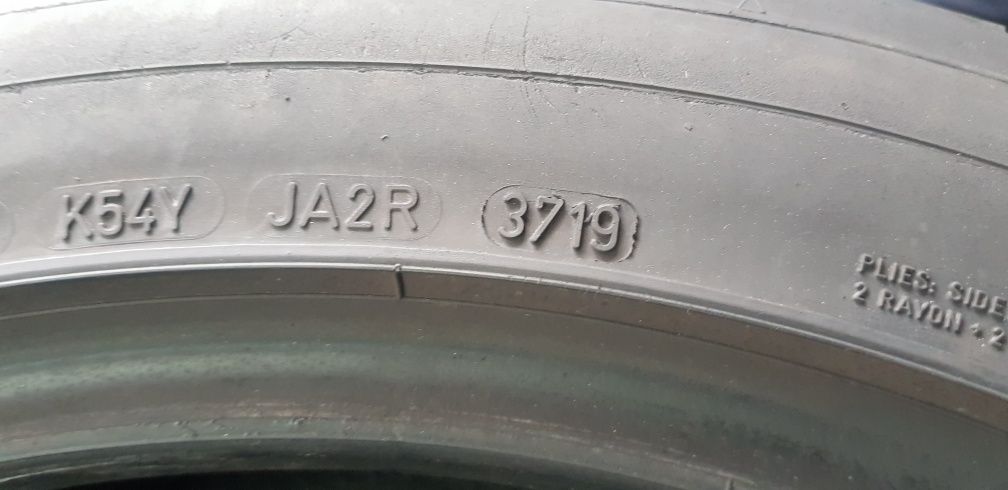 K54Y JA2R 3719
PLIES: SIDE
2 RAYON + 2